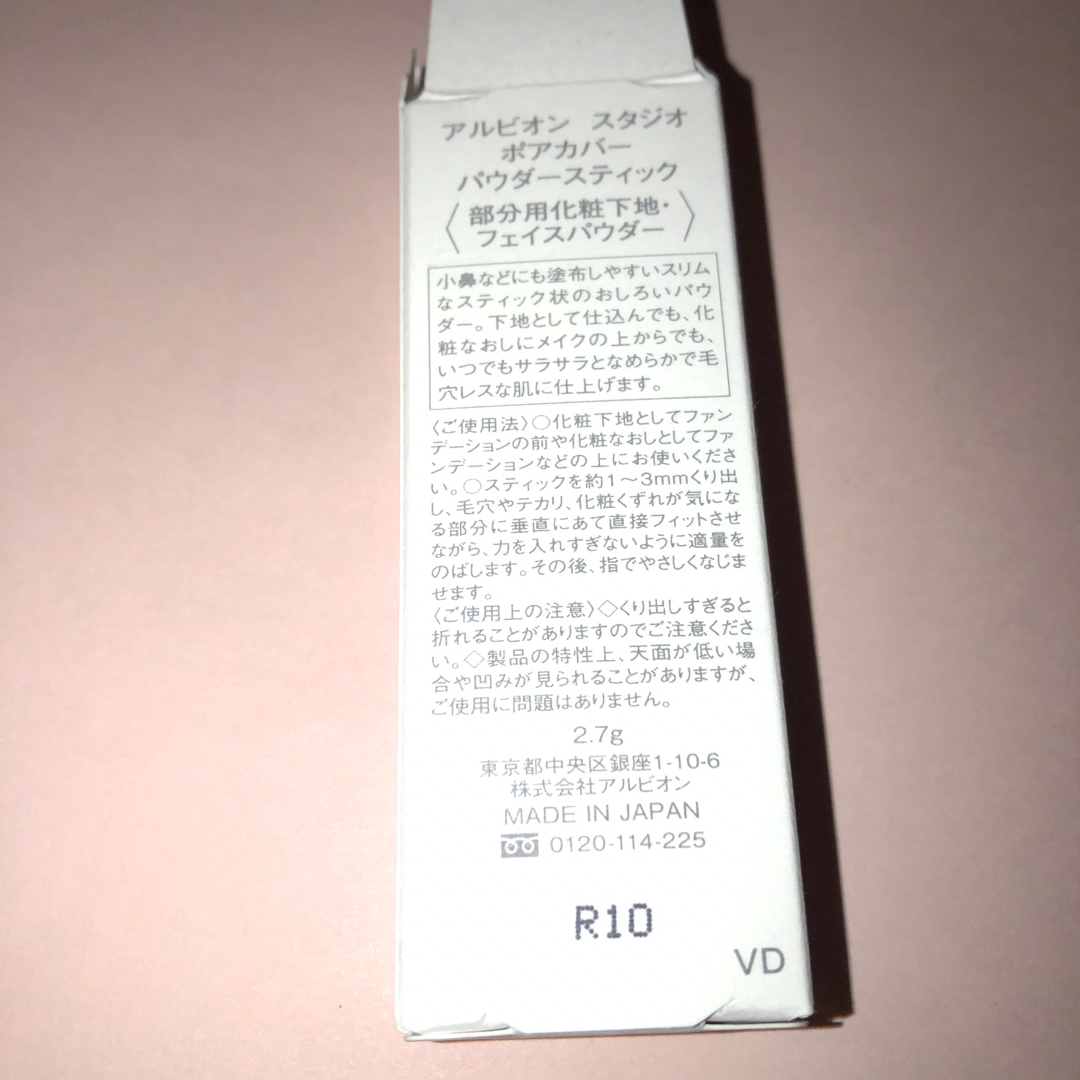 アルビオン スタジオ
ポアカバー
パウダースティック
〈部分用化粧下地・
フェイスパウダー〉
小鼻などにも塗布しやすいスリム
なスティック状のおしろいパウ
ダー。下地として仕込んでも、化
粧なおしにメイクの上からでも、
いつでもサラサラとなめらかで毛
穴レスな肌に仕上げます。
〈ご使用法〉○化粧下地としてファン
デーションの前や化粧なおしとしてファ
ンデーションなどの上にお使いくださ
い。○スティックを約1～3mmくり出
し、毛穴やテカリ、化粧くずれが気にな
る部分に垂直にあて直接フィットさせ
ながら、力を入れすぎないように適量を
のばします。その後、指でやさしくなじま
せます。
〈ご使用上の注意〉◇くり出しすぎると
折れることがありますのでご注意くださ
い。◇製品の特性上、天面が低い場
合や凹みが見られることがありますが、
ご使用に問題はありません。
2.7g
東京都中央区銀座1-10-6
株式会社アルビオン
MADE IN JAPAN
0120-114-225
R10
VD